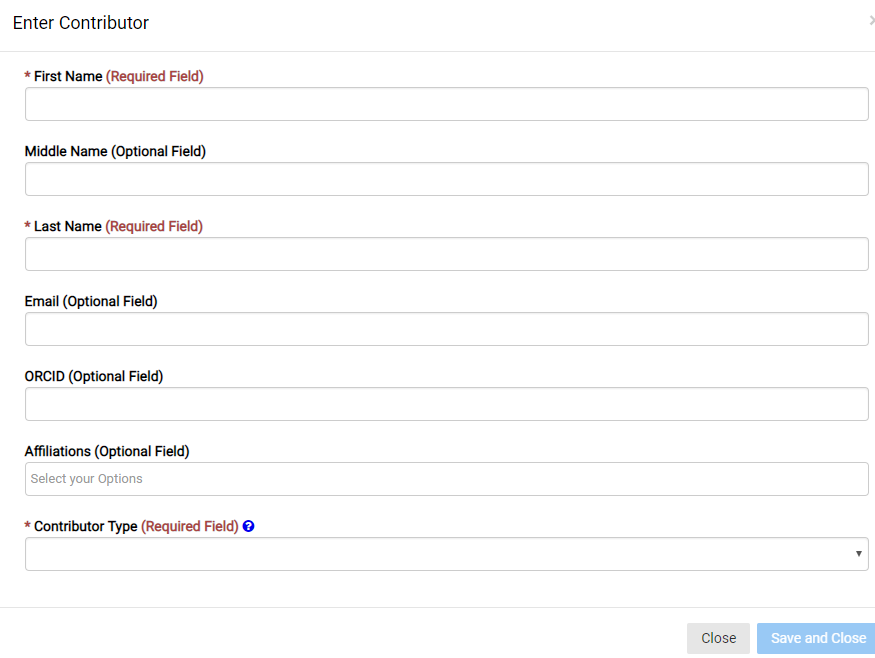 Enter Contributor
×
* First Name (Required Field)
Middle Name (Optional Field)
* Last Name (Required Field)
Email (Optional Field)
ORCID (Optional Field)
Affiliations (Optional Field)
Select your Options
* Contributor Type (Required Field) ?
Close Save and Close